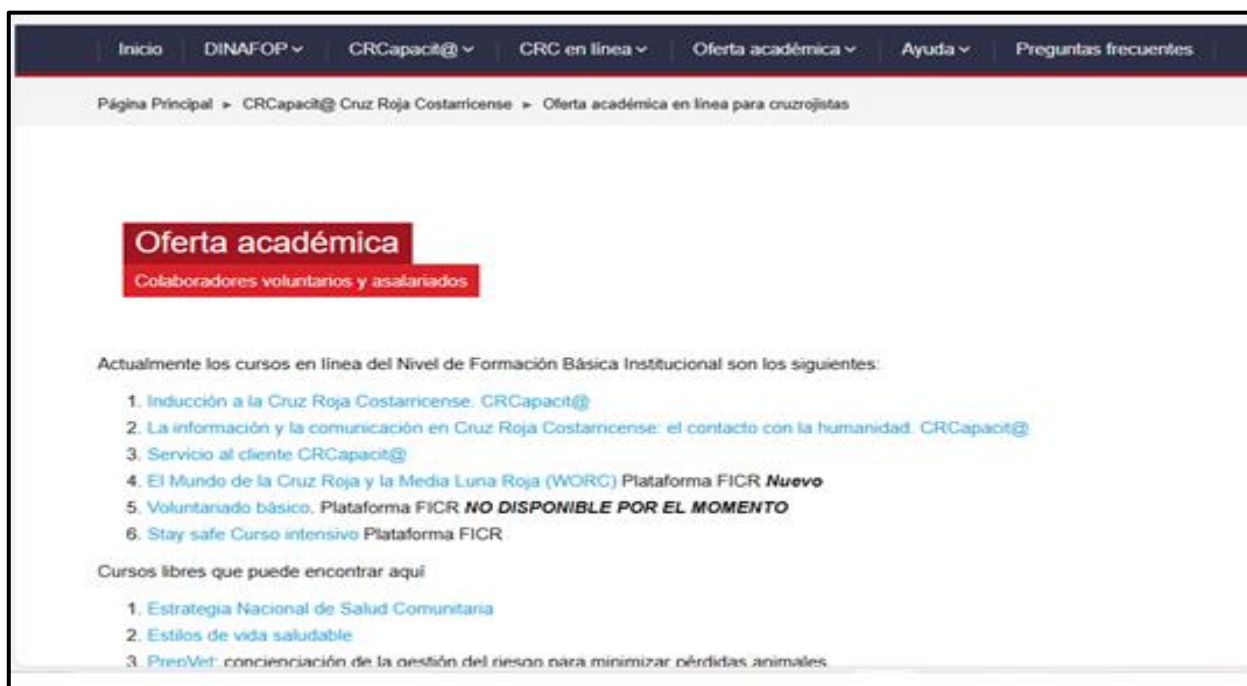 Inicio DINAFOP CRCapacit@ CRC en línea Oferta académica Ayuda Preguntas frecuentes
Página Principal ► CRCapacit@ Cruz Roja Costarricense ► Oferta académica en línea para cruzrojistas
Oferta académica
Colaboradores voluntarios y asalariados
Actualmente los cursos en línea del Nivel de Formación Básica Institucional son los siguientes:
1. Inducción a la Cruz Roja Costarricense. CRCapacit@
2. La información y la comunicación en Cruz Roja Costarricense: el contacto con la humanidad. CRCapacit@
3. Servicio al cliente CRCapacit@
4. El Mundo de la Cruz Roja y la Media Luna Roja (WORC) Plataforma FICR Nuevo
5. Voluntariado básico. Plataforma FICR NO DISPONIBLE POR EL MOMENTO
6. Stay safe Curso intensivo Plataforma FICR
Cursos libres que puede encontrar aquí
1. Estrategia Nacional de Salud Comunitaria
2. Estilos de vida saludable
3. PrepVet: concienciación de la gestión del riesgo para minimizar pérdidas animales